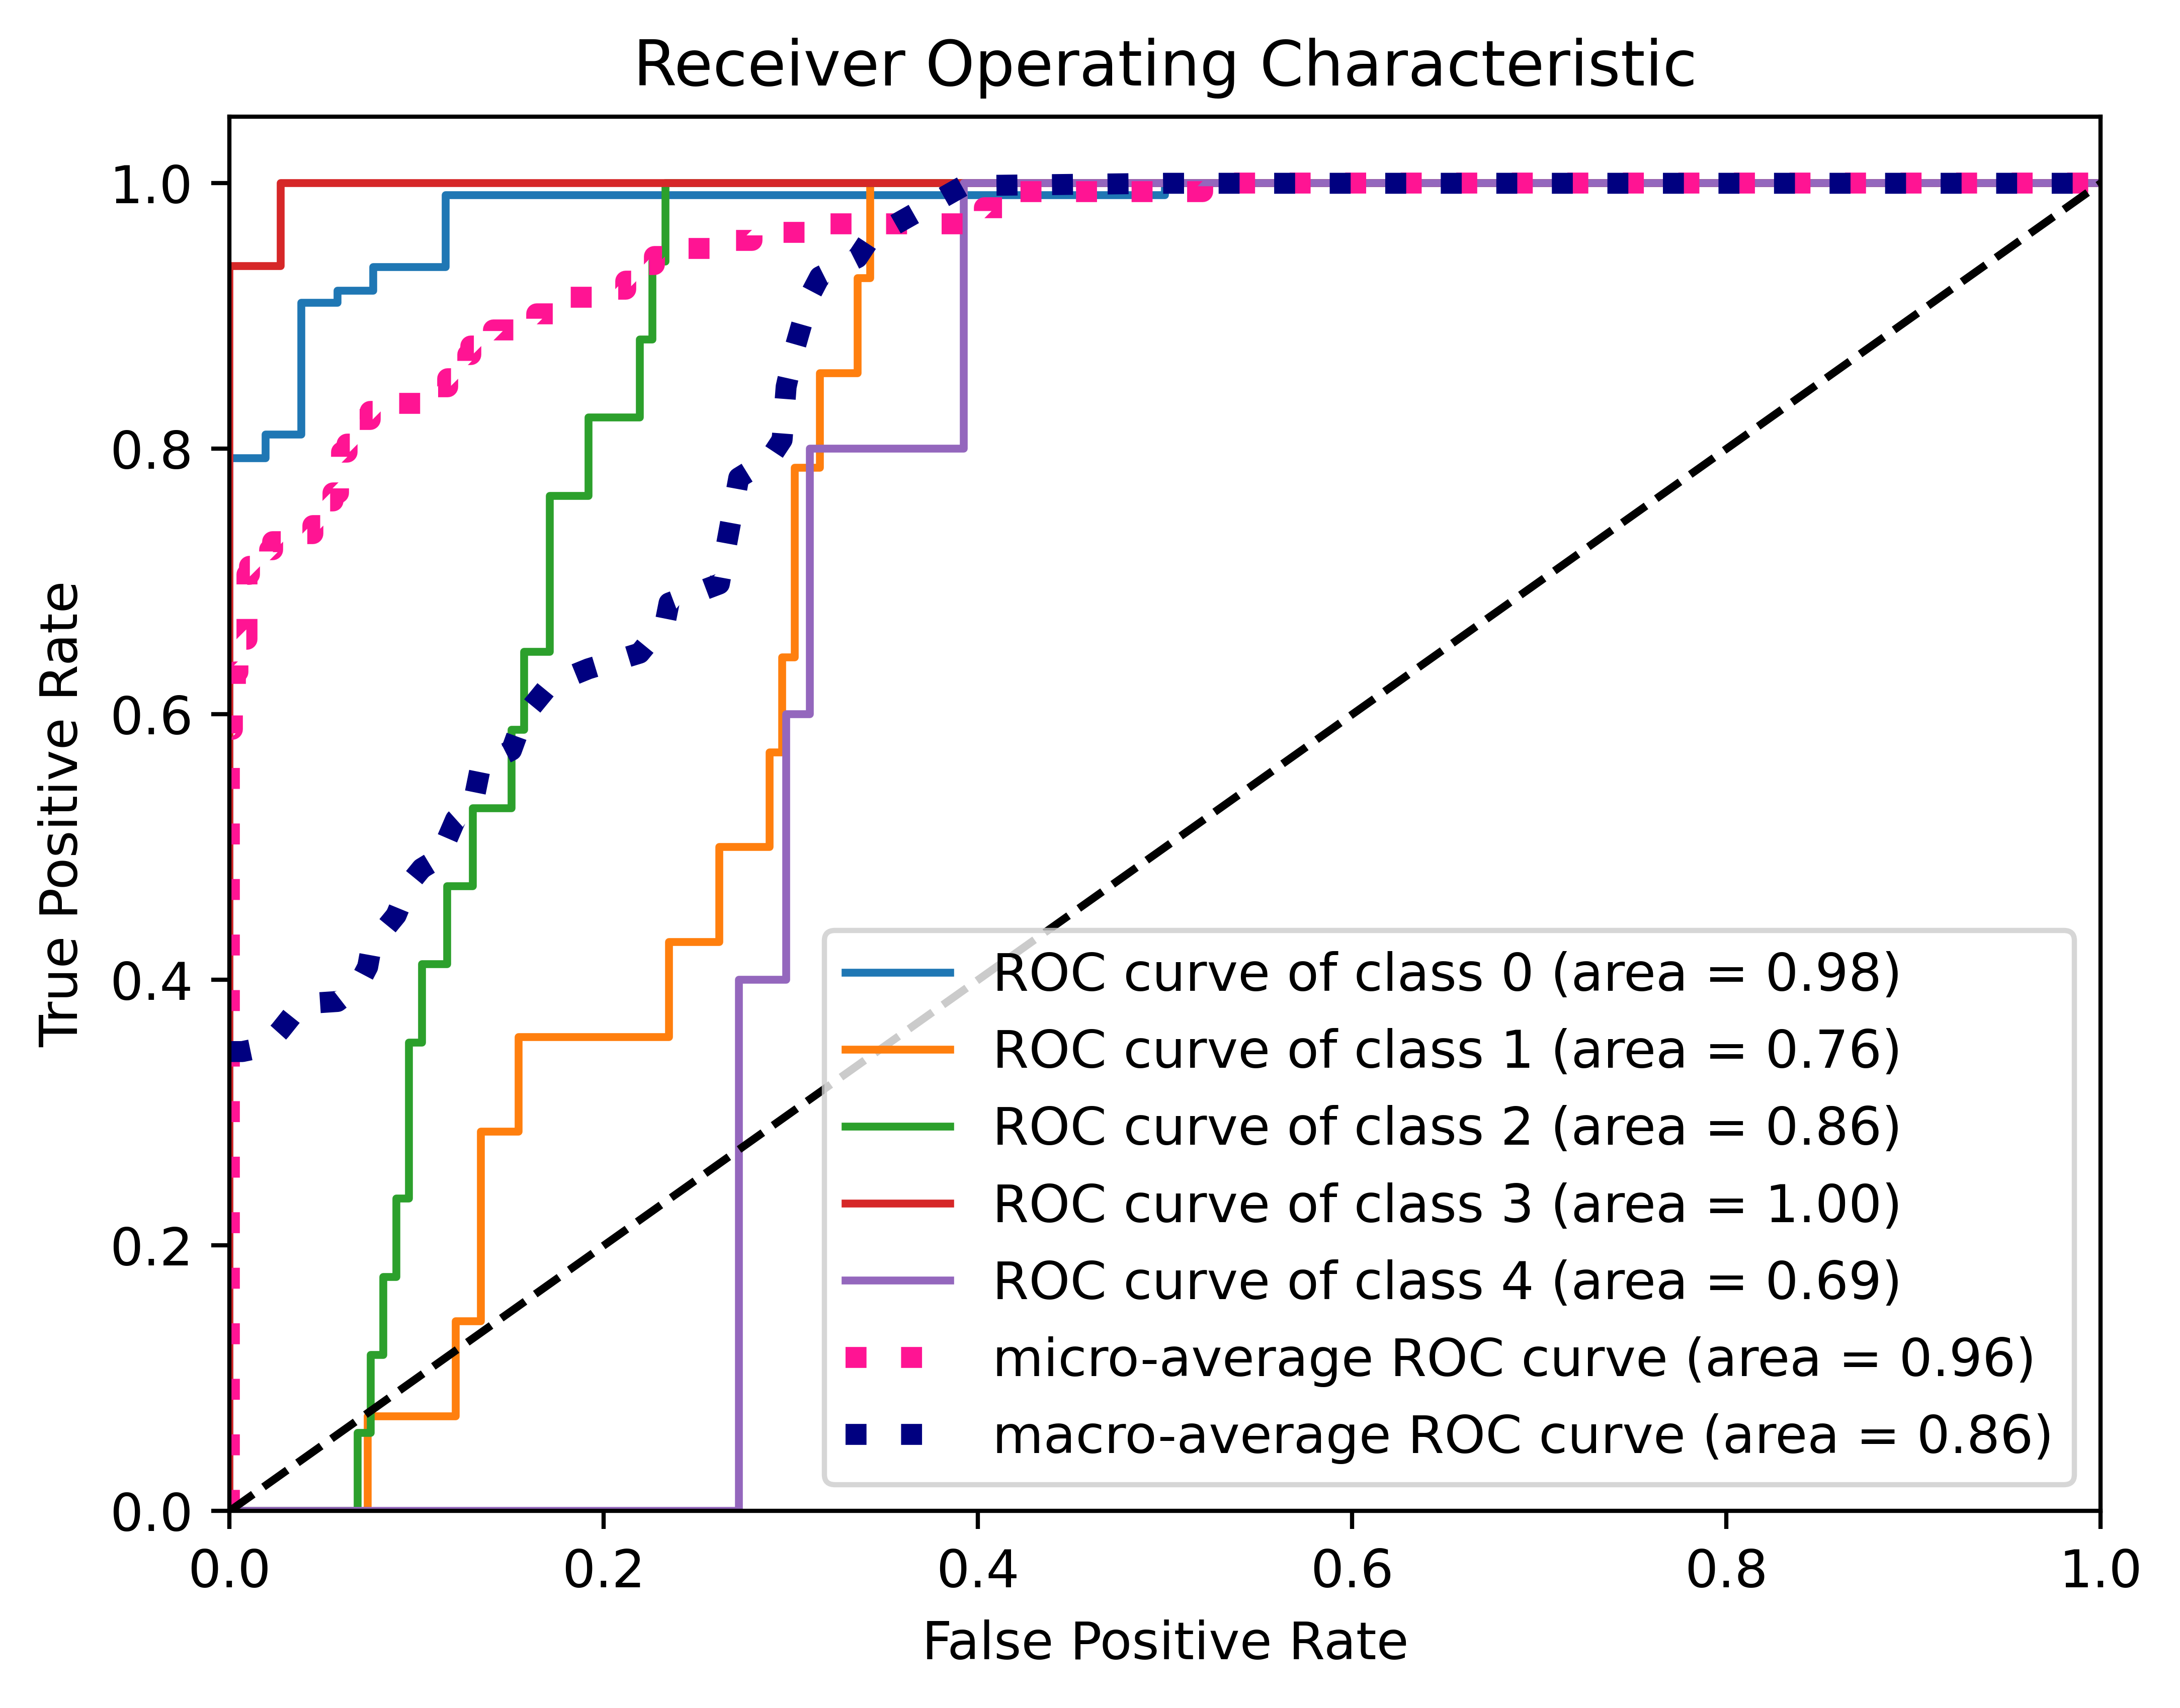 Receiver Operating Characteristic
True Positive Rate
1.0
0.8
0.6
0.4
0.2
0.0
ROC curve of class 0 (area = 0.98)
ROC curve of class 1 (area = 0.76)
ROC curve of class 2 (area = 0.86)
ROC curve of class 3 (area = 1.00)
ROC curve of class 4 (area = 0.69)
micro-average ROC curve (area = 0.96)
macro-average ROC curve (area = 0.86)
0.0 0.2 0.4 0.6 0.8 1.0
False Positive Rate